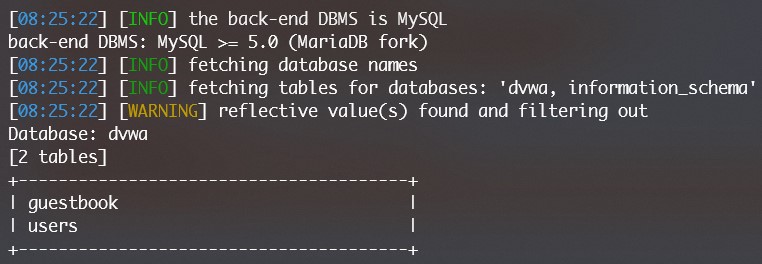 [08:25:22] [INFO] the back-end DBMS is MySQL
back-end DBMS: MySQL >= 5.0 (MariaDB fork)
[08:25:22] [INFO] fetching database names
[08:25:22] [INFO] fetching tables for databases: 'dvwa, information_schema'
[08:25:22] [WARNING] reflective value(s) found and filtering out
Database: dvwa
[2 tables]
+---------------------------------------+
| guestbook                             |
| users                                 |
+---------------------------------------+